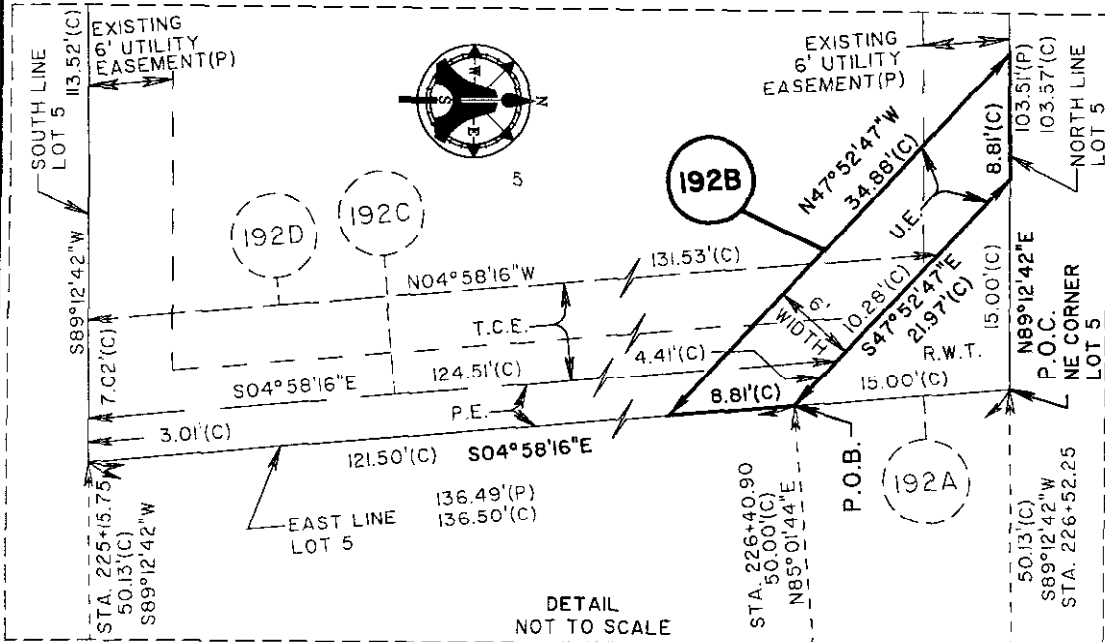 SOUTH LINE
LOT 5
113.52'(C)
S89°12'42"W
EXISTING
6' UTILITY
EASEMENT(P)
W
S
N
E
5
EXISTING
6' UTILITY
EASEMENT(P)
103.51'(P)
103.57'(C)
NORTH LINE
LOT 5
8.81'(C)
192B
N47°52'47"W
34.88'(C)
U.E.
192D
192C
N04°58'16"W
131.53'(C)
T.C.E.
6'
WIDTH
10.28'(C)
S47°52'47"E
21.97'(C)
15.00'(C)
N89°12'42"E
P.O.C.
NE CORNER
LOT 5
7.02'(C)
S04°58'16"E
124.51'(C)
4.41'(C)
R.W.T.
P.E.
8.81'(C)
15.00'(C)
3.01'(C)
121.50'(C)
S04°58'16"E
P.O.B.
192A
EAST LINE
LOT 5
136.49'(P)
136.50'(C)
STA. 225+15.75
50.13'(C)
S89°12'42"W
STA. 226+40.90
50.00'(C)
N85°01'44"E
50.13'(C)
S89°12'42"W
STA. 226+52.25
DETAIL
NOT TO SCALE